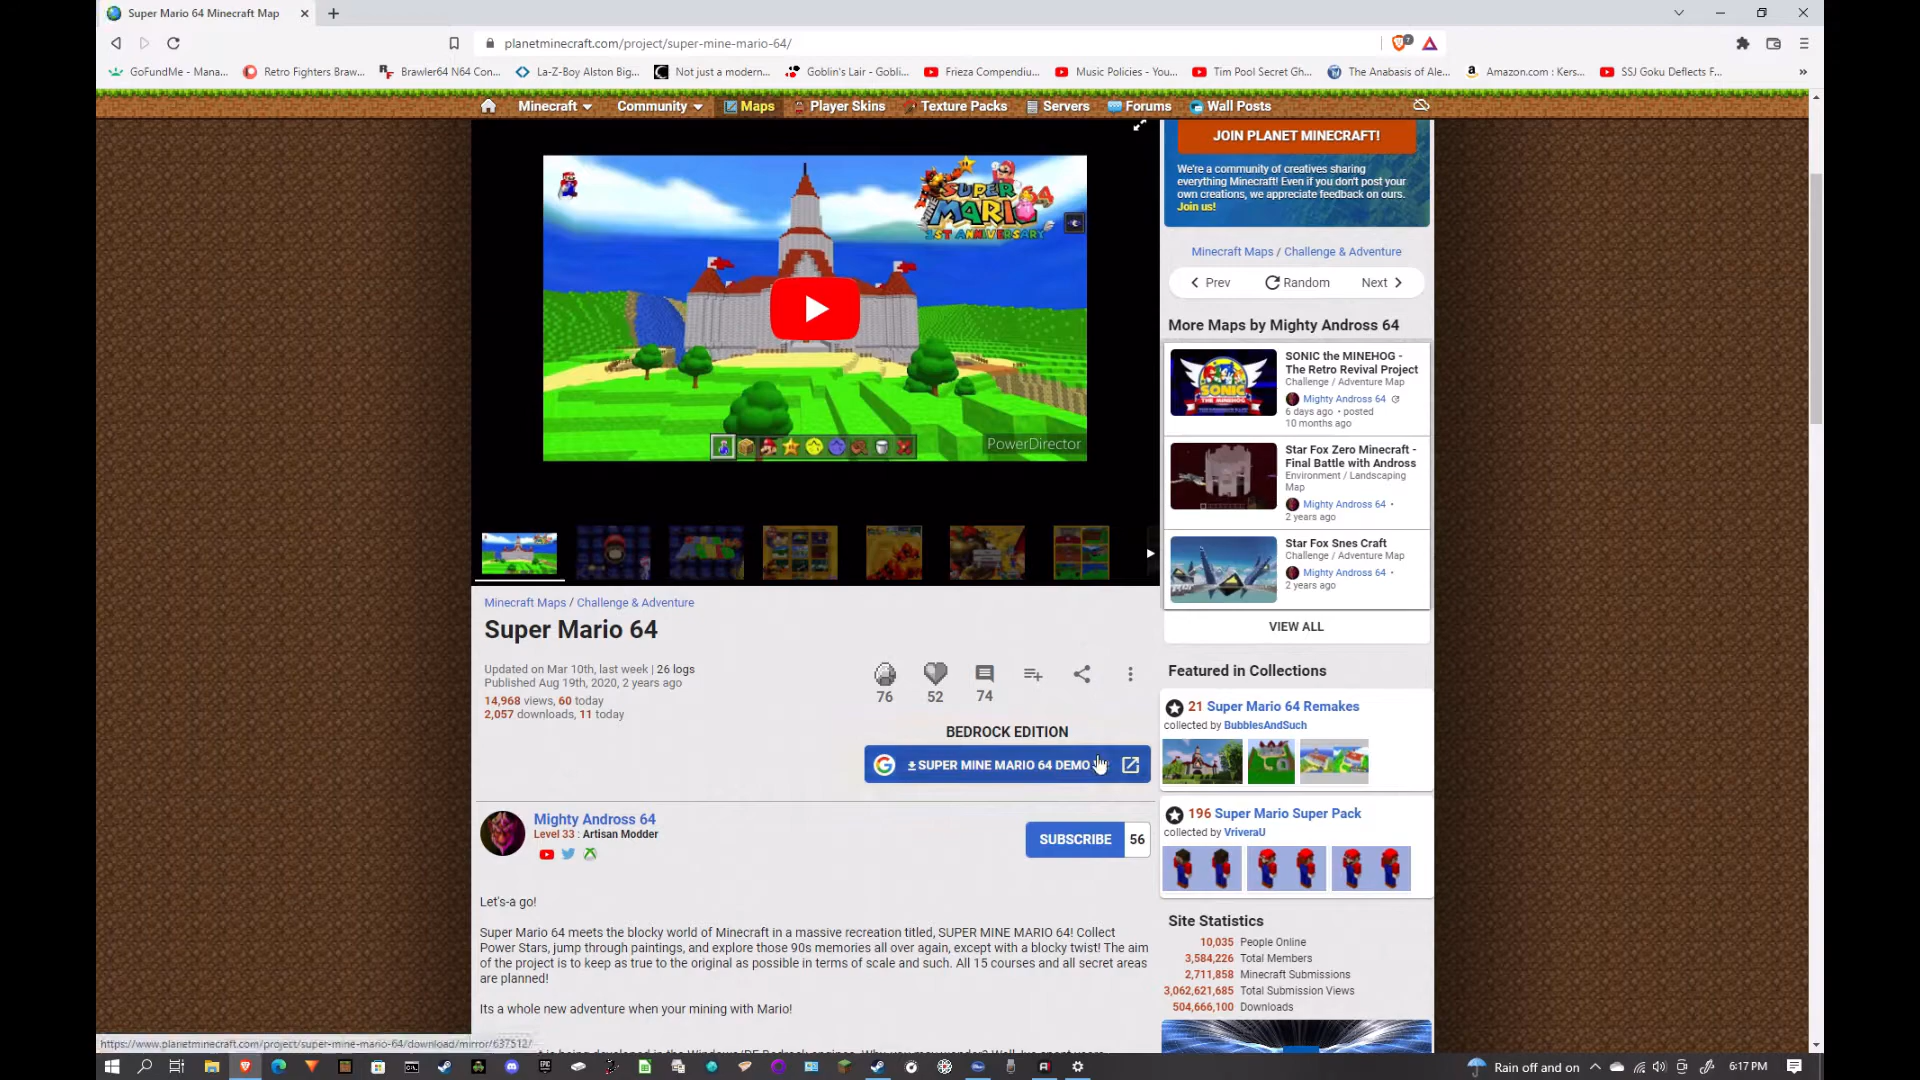 Super Mario 64 Minecraft Map
planetminecraft.com/project/super-mine-mario-64/
7
GoFundMe - Mana...
Retro Fighters Braw...
Brawler64 N64 Con...
La-Z-Boy Alston Big...
Not just a modern...
Goblin's Lair - Gobli...
Frieza Compendiu...
Music Policies - You...
Tim Pool Secret Gh...
The Anabasis of Ale...
Amazon.com : Kers...
SSJ Goku Deflects F...
Minecraft
Community
Maps
Player Skins
Texture Packs
Servers
Forums
Wall Posts
SUPER
MARIO 64
1ST ANNIVERSARY
PowerDirector
Minecraft Maps / Challenge & Adventure
Super Mario 64
Updated on Mar 10th, last week | 26 logs
Published Aug 19th, 2020, 2 years ago
14,968 views, 60 today
2,057 downloads, 11 today
76
52
74
BEDROCK EDITION
SUPER MINE MARIO 64 DEMO
Mighty Andross 64
Level 33 : Artisan Modder
SUBSCRIBE 56
Let's-a go!
Super Mario 64 meets the blocky world of Minecraft in a massive recreation titled, SUPER MINE MARIO 64! Collect
Power Stars, jump through paintings, and explore those 90s memories all over again, except with a blocky twist! The aim
of the project is to keep as true to the original as possible in terms of scale and such. All 15 courses and all secret areas
are planned!
Its a whole new adventure when your mining with Mario!
JOIN PLANET MINECRAFT!
We're a community of creatives sharing
everything Minecraft! Even if you don't post your
own creations, we appreciate feedback on ours.
Join us!
Minecraft Maps / Challenge & Adventure
Prev
Random
Next
More Maps by Mighty Andross 64
SONIC the MINEHOG -
The Retro Revival Project
Challenge / Adventure Map
Mighty Andross 64
6 days ago • posted
10 months ago
Star Fox Zero Minecraft -
Final Battle with Andross
Environment / Landscaping
Map
Mighty Andross 64 •
2 years ago
Star Fox Snes Craft
Challenge / Adventure Map
Mighty Andross 64 •
2 years ago
VIEW ALL
Featured in Collections
21 Super Mario 64 Remakes
collected by BubblesAndSuch
196 Super Mario Super Pack
collected by VriveraU
Site Statistics
10,035 People Online
3,584,226 Total Members
2,711,858 Minecraft Submissions
3,062,621,685 Total Submission Views
504,666,100 Downloads
https://www.planetminecraft.com/project/super-mine-mario-64/download/mirror/637512/
Rain off and on
6:17 PM